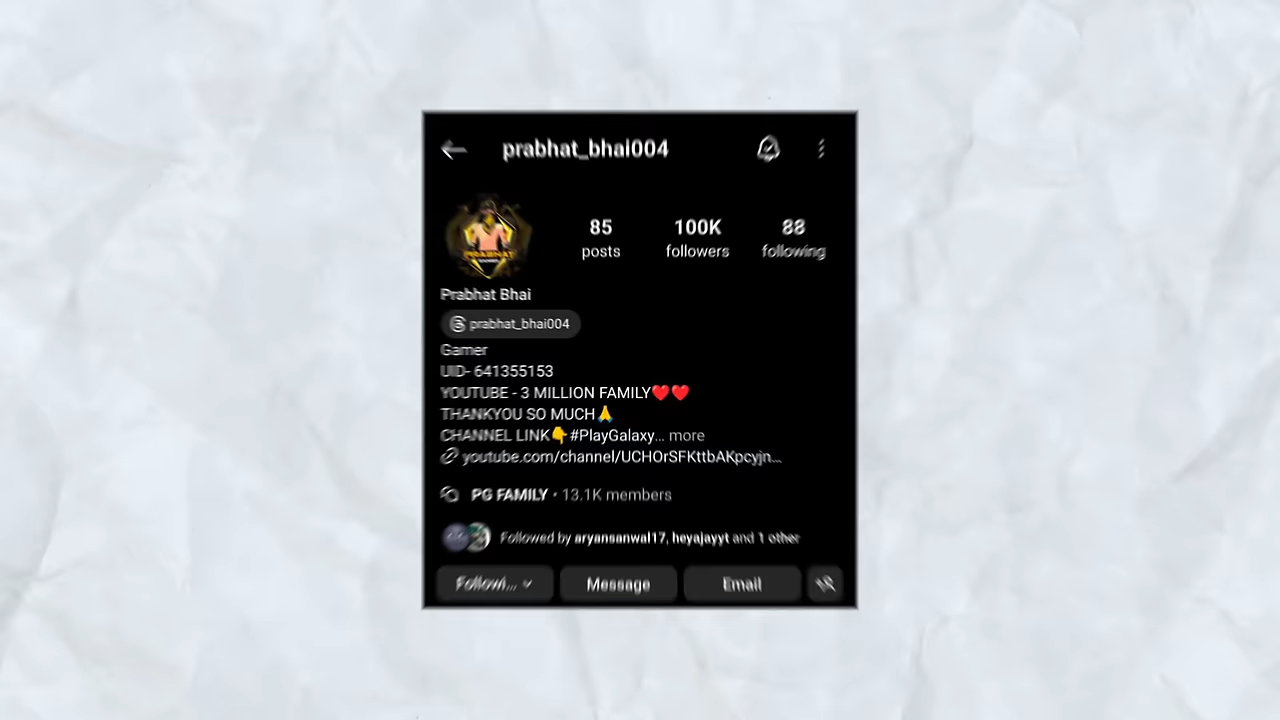 prabhat_bhai004
85 100K 88
posts followers following
PRABHAT
Prabhat Bhai
prabhat_bhai004
Gamer
UID- 641355153
YOUTUBE - 3 MILLION FAMILY❤️❤️
THANKYOU SO MUCH🙏
CHANNEL LINK👇#PlayGalaxy... more
youtube.com/channel/UCHOrSFKttbAKpcyjn...
PG FAMILY • 13.1K members
Followed by aryansanwal17, heyajayyt and 1 other
Followi... Message Email